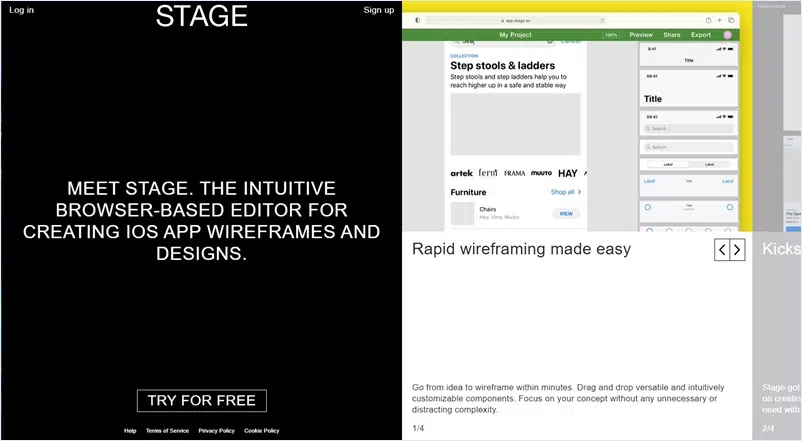 Log in
STAGE
Sign up
MEET STAGE. THE INTUITIVE
BROWSER-BASED EDITOR FOR
CREATING IOS APP WIREFRAMES AND
DESIGNS.
TRY FOR FREE
Help Terms of Service Privacy Policy Cookie Policy
app.stage.so
My Project
100% Preview Share Export
Cancel
COLLECTION
Step stools & ladders
Step stools and step ladders help you to
reach higher up in a safe and stable way
artek ferm FRAMA muuto HAY
Furniture
Shop all
Chairs
Hay, Vitra, Muuto
VIEW
9:41
Title
09:41
Title
09:41
Search
Search
Label Label
Label Title Label
Title
Rapid wireframing made easy
Go from idea to wireframe within minutes. Drag and drop versatile and intuitively
customizable components. Focus on your concept without any unnecessary or
distracting complexity.
1/4
Kicks
Stage got
on creatin
need with
2/4